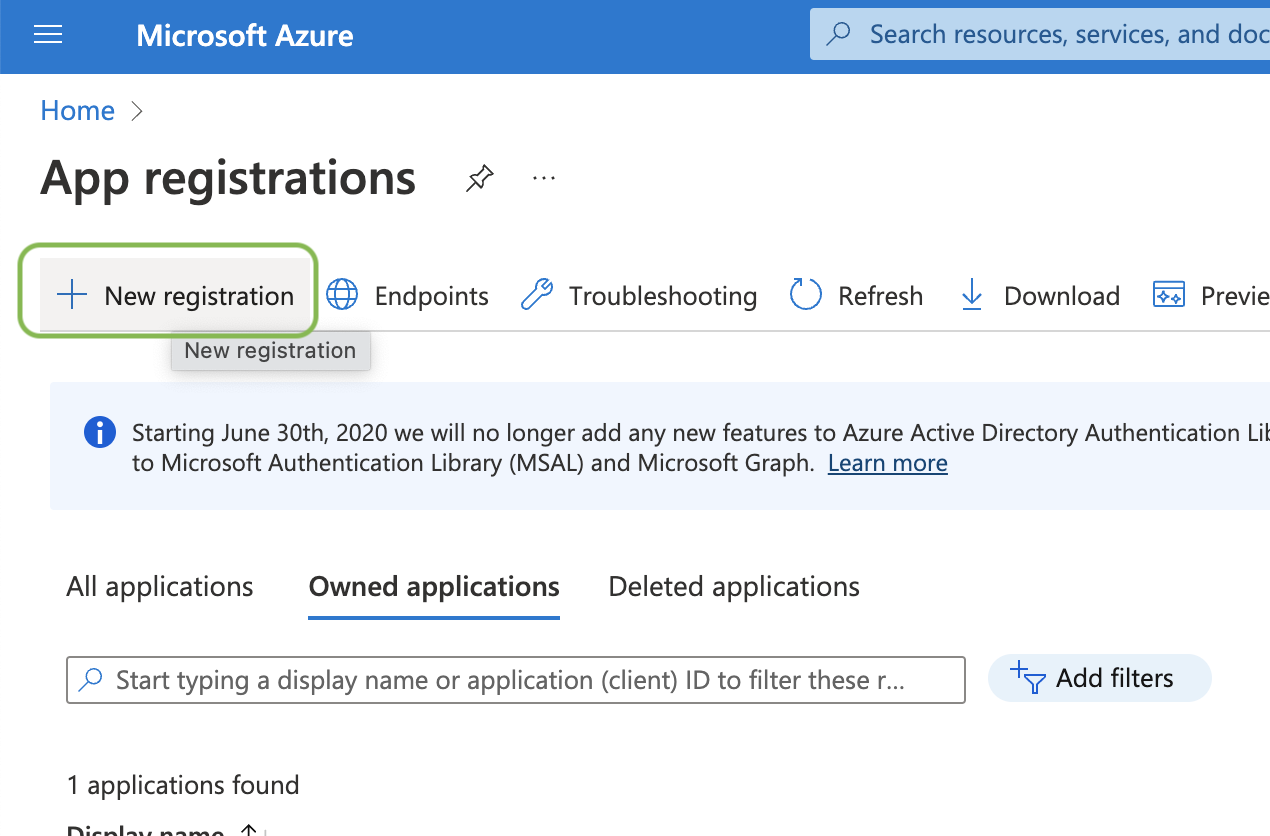 Microsoft Azure
Search resources, services, and doc
Home
App registrations
New registration
Endpoints
Troubleshooting
Refresh
Download
Previe
New registration
Starting June 30th, 2020 we will no longer add any new features to Azure Active Directory Authentication Lib
to Microsoft Authentication Library (MSAL) and Microsoft Graph. Learn more
All applications
Owned applications
Deleted applications
Start typing a display name or application (client) ID to filter these r...
Add filters
1 applications found
Display name